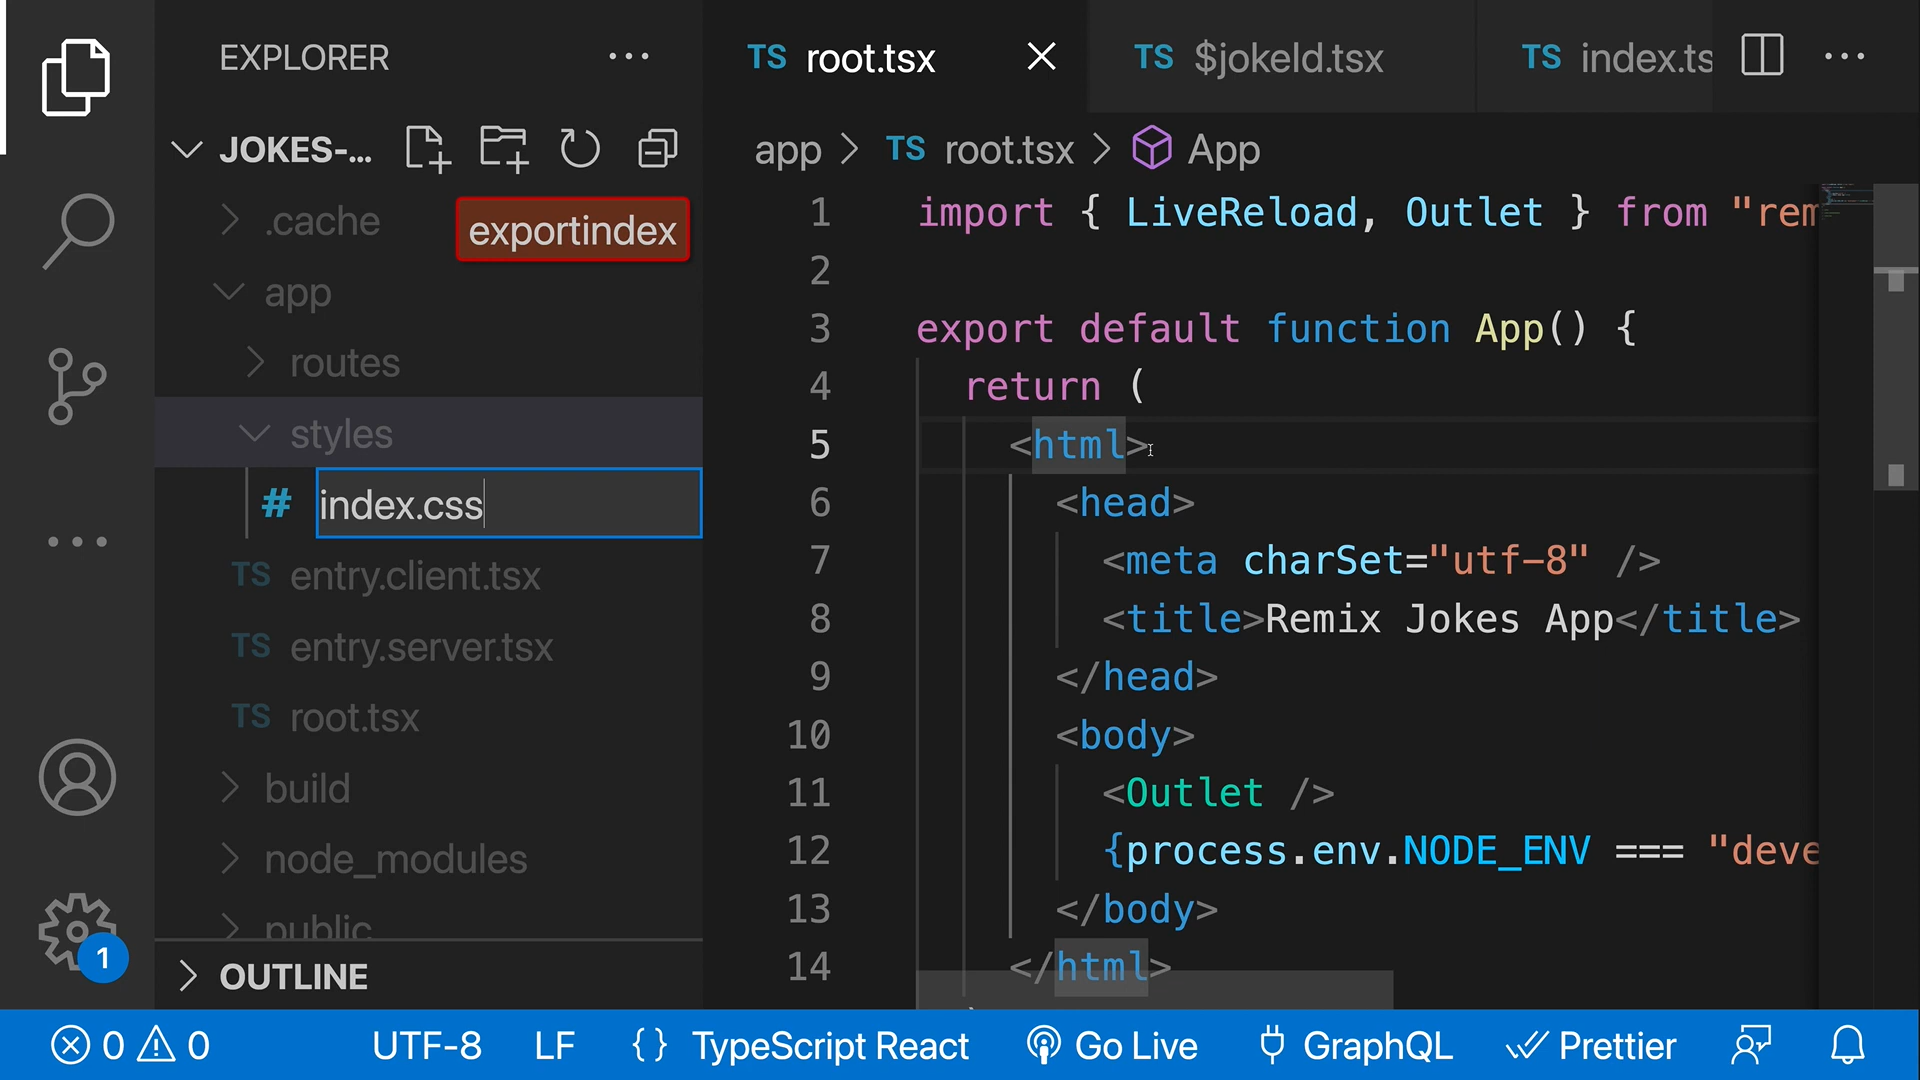 EXPLORER
JOKES-...
.cache
exportindex
app
routes
styles
# index.css
TS entry.client.tsx
TS entry.server.tsx
TS root.tsx
build
node_modules
public
OUTLINE
1
TS root.tsx
TS $jokeId.tsx
TS index.ts
app > TS root.tsx > App
1 import { LiveReload, Outlet } from "rem
2
3 export default function App() {
4 return (
5 <html>
6 <head>
7 <meta charSet="utf-8" />
8 <title>Remix Jokes App</title>
9 </head>
10 <body>
11 <Outlet />
12 {process.env.NODE_ENV === "deve
13 </body>
14 </html>
0 0 UTF-8 LF {} TypeScript React Go Live GraphQL Prettier